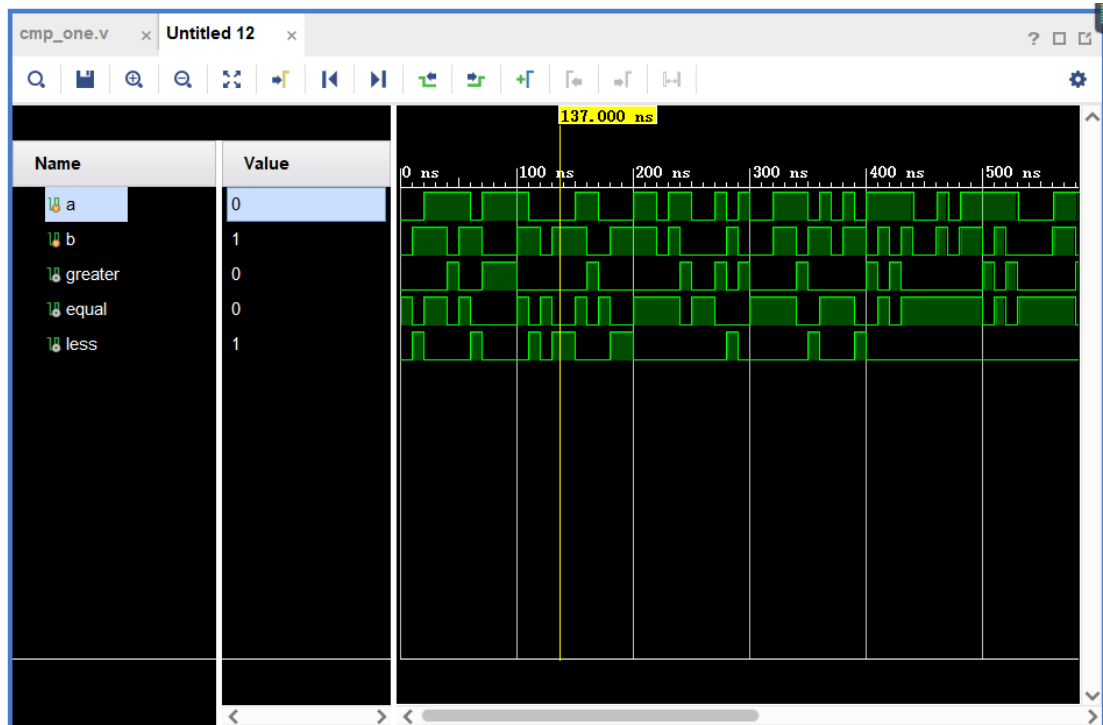 cmp_one.v × Untitled 12 ×
?
137.000 ns
Name Value
0 ns 100 ns 200 ns 300 ns 400 ns 500 ns
a 0
b 1
greater 0
equal 0
less 1